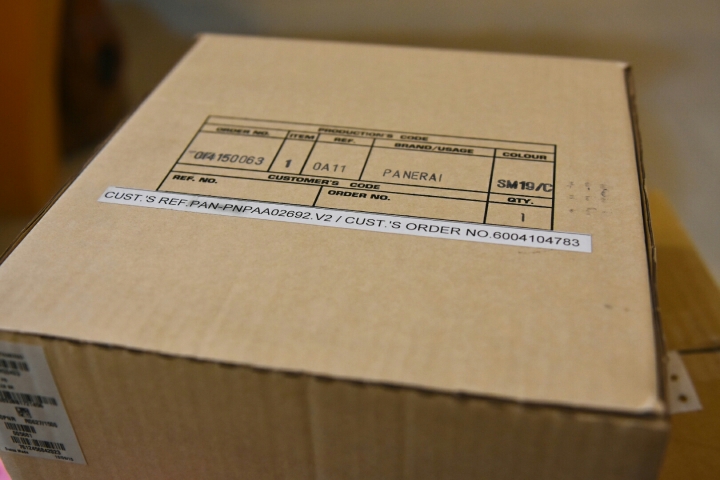 PRODUCTION'S CODE
ORDER NO. ITEM REF. BRAND/USAGE COLOUR
1 0A11 PANERAI SM19/C
REF. NO. CUSTOMER'S CODE ORDER NO. QTY.
1
CUST.'S REF.PAN-PNPAA02692.V2 / CUST.'S ORDER NO.6004104783